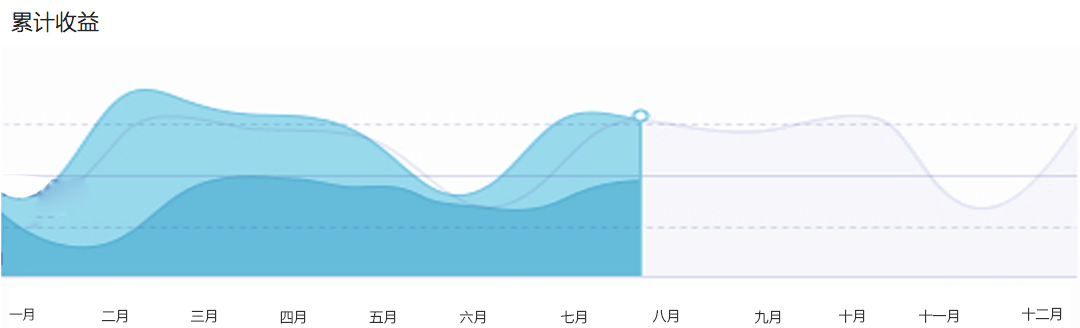 累计收益
一月 二月 三月 四月 五月 六月 七月 八月 九月 十月 十一月 十二月